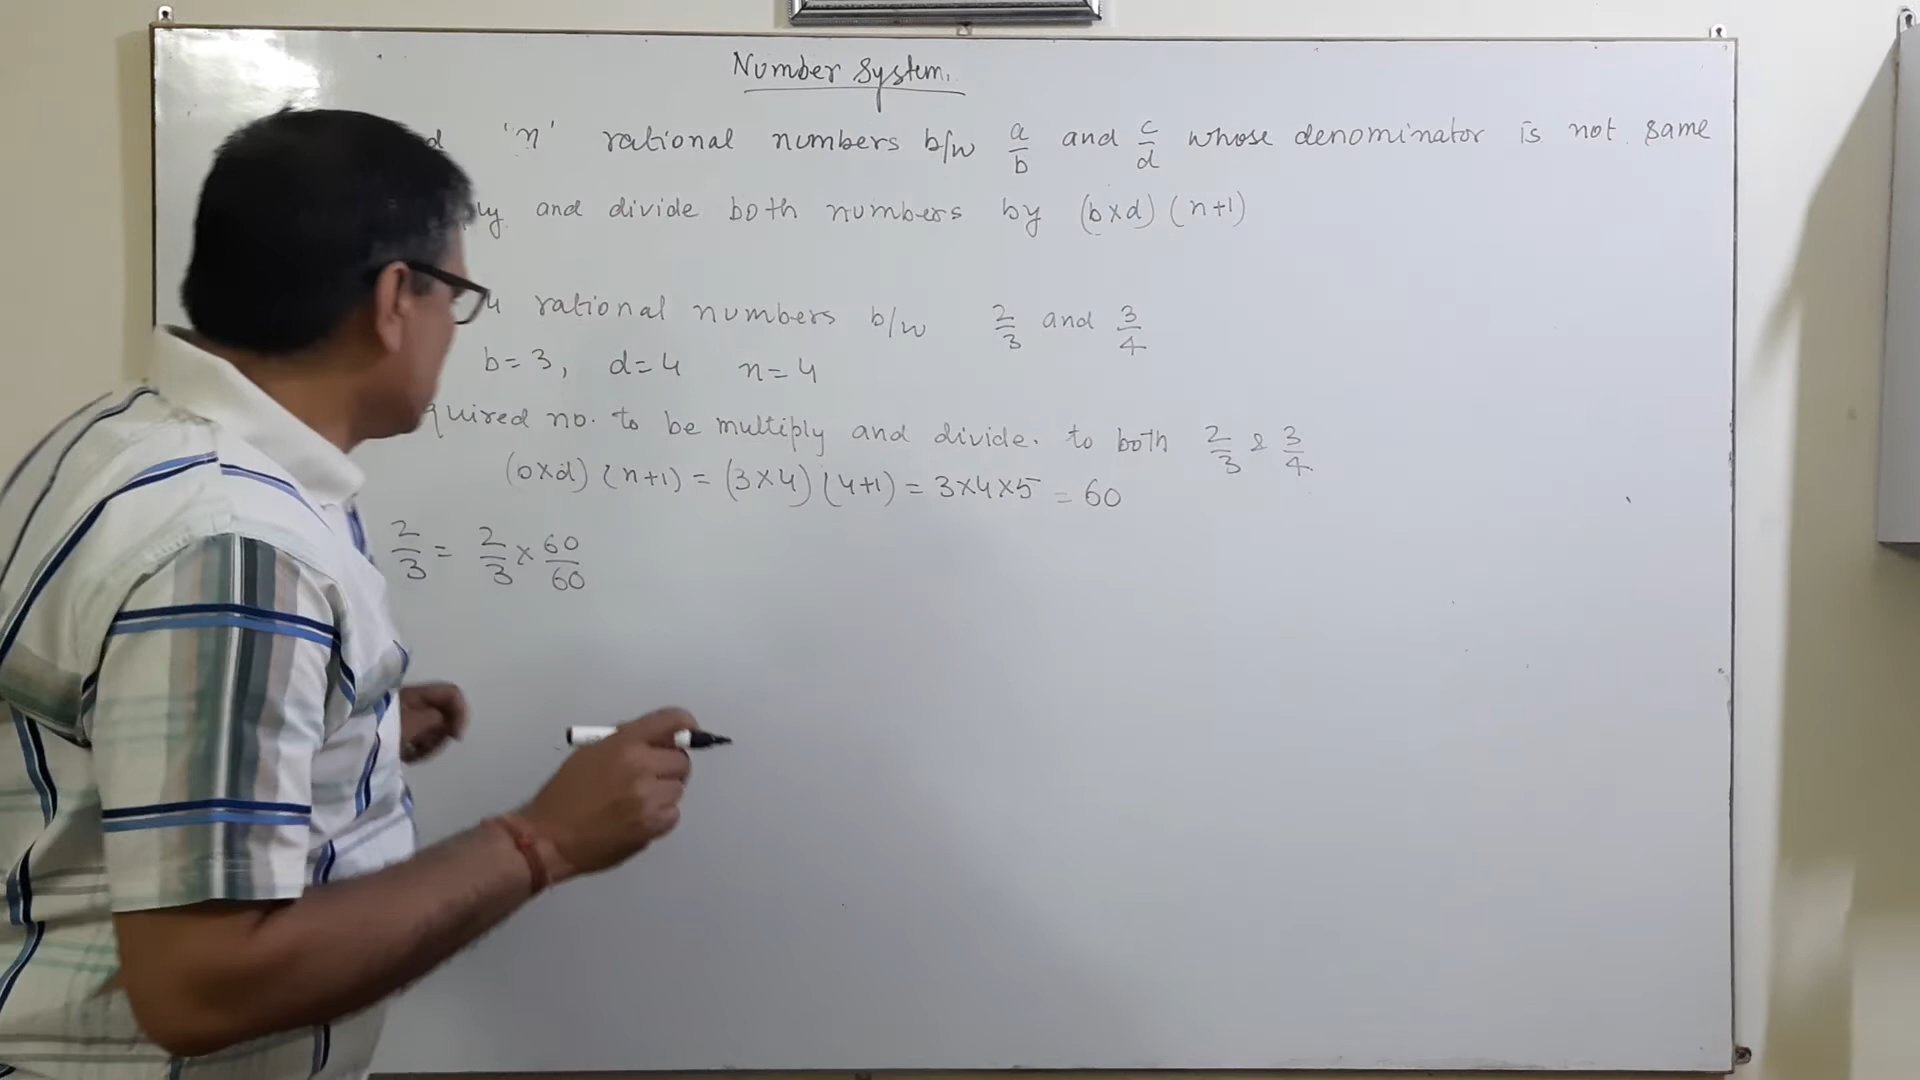 Number System.
'n' rational numbers b/w a/b and c/d whose denominator is not same
and divide both numbers by (b×d) (n+1)
4 rational numbers b/w 2/3 and 3/4
b=3, d=4 n=4
no. to be multiply and divide. to both 2/3 & 3/4
(b×d) (n+1) = (3×4) (4+1) = 3×4×5 = 60
2/3 = 2/3 × 60/60